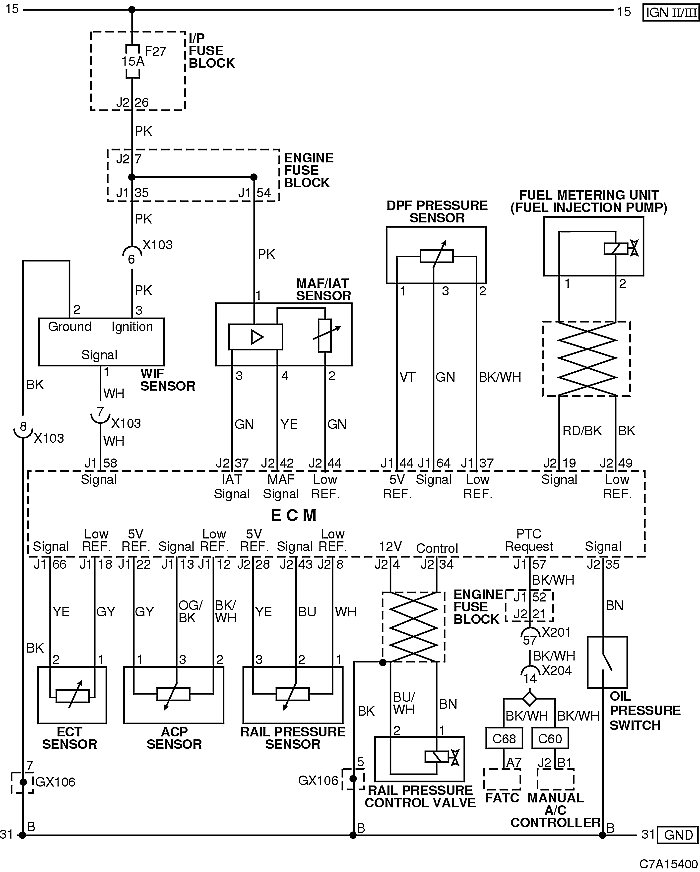 15
15 IGN II/III
I/P
FUSE
BLOCK
F27
15A
J2 26
PK
J2 7
ENGINE
FUSE
BLOCK
J1 35
J1 54
PK
X103
6
PK
PK
2
3
Ground Ignition
Signal
1
WIF
SENSOR
BK
WH
7
X103
WH
8
X103
MAF/IAT
SENSOR
1
3
4
2
GN
YE
GN
DPF PRESSURE
SENSOR
1
3
2
VT
GN
BK/WH
FUEL METERING UNIT
(FUEL INJECTION PUMP)
1
2
RD/BK
BK
J1 58
J2 37
J2 42
J2 44
J1 44
J1 64
J1 37
J2 19
J2 49
Signal
IAT
Signal
MAF
Signal
Low
REF.
5V
REF.
Signal
Low
REF.
Signal
Low
REF.
ECM
Signal
Low
REF.
5V
REF.
Signal
Low
REF.
5V
REF.
Signal
Low
REF.
12V
Control
PTC
Request
Signal
J1 66
J1 18
J1 22
J1 13
J1 12
J2 28
J2 43
J2 8
J2 4
J2 34
J1 57
J2 35
YE
GY
GY
OG/
BK
BK/
WH
YE
BU
WH
BK/WH
BN
ENGINE
FUSE
BLOCK
J1 52
J2 21
X201
57
BK/WH
X204
14
BK
2
1
1
3
2
3
2
1
ECT
SENSOR
ACP
SENSOR
RAIL PRESSURE
SENSOR
BK
BU/
WH
BN
2
1
RAIL PRESSURE
CONTROL VALVE
BK/WH
BK/WH
C68
C60
A7
J2 B1
FATC
MANUAL
A/C
CONTROLLER
OIL
PRESSURE
SWITCH
7
GX106
5
GX106
31
B
B
B
31 GND
C7A15400